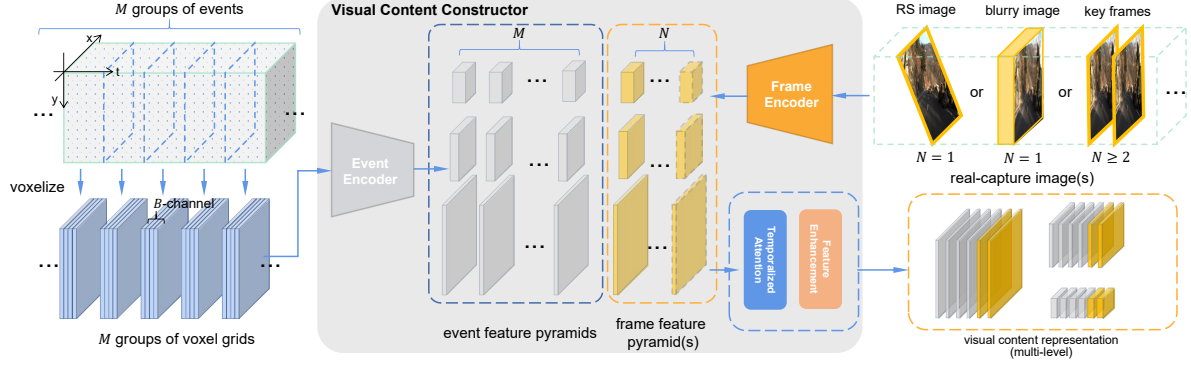 M groups of events
x
t
y
...
...
voxelize
B-channel
...
...
M groups of voxel grids
Visual Content Constructor
Event
Encoder
M
...
...
...
event feature pyramids
N
...
...
...
frame feature
pyramid(s)
Frame
Encoder
Temporalized
Attention
Feature
Enhancement
RS image
blurry image
key frames
or
or
...
N = 1
N = 1
N ≥ 2
real-capture image(s)
visual content representation
(multi-level)